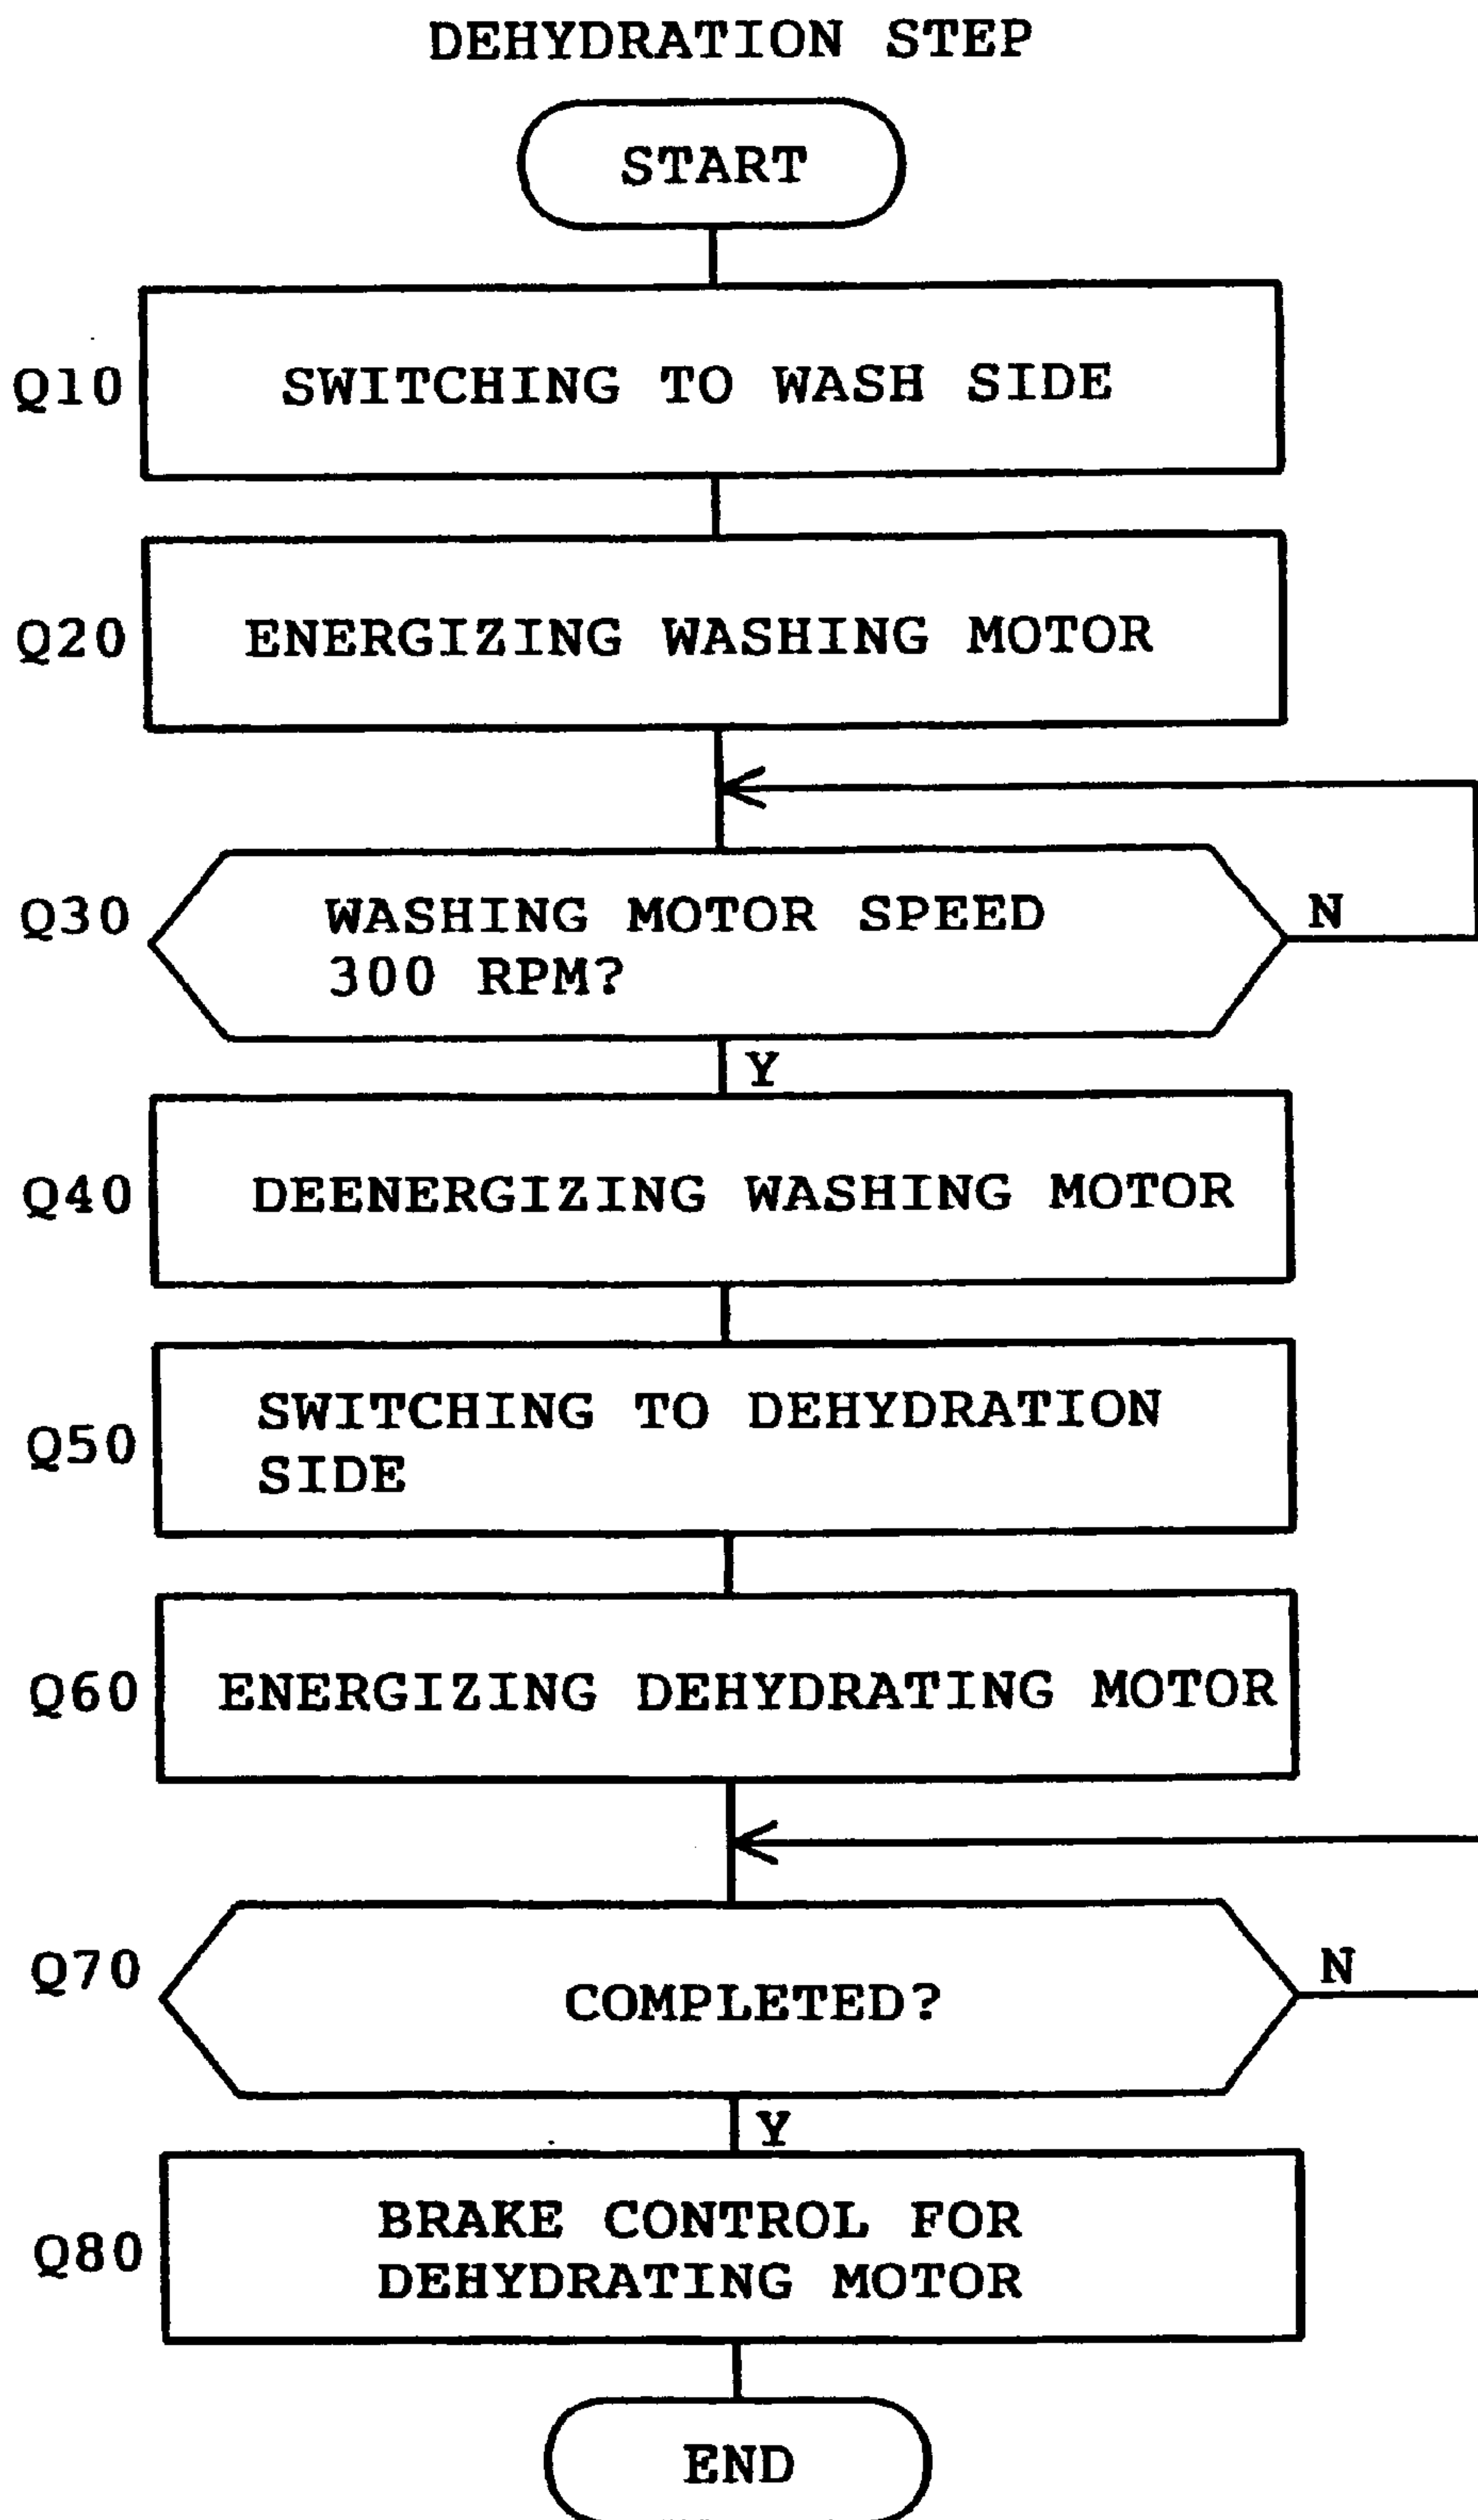 DEHYDRATION STEP
START
Q10
SWITCHING TO WASH SIDE
Q20
ENERGIZING WASHING MOTOR
Q30
WASHING MOTOR SPEED
300 RPM?
N
Y
Q40
DEENERGIZING WASHING MOTOR
Q50
SWITCHING TO DEHYDRATION
SIDE
Q60
ENERGIZING DEHYDRATING MOTOR
Q70
COMPLETED?
N
Y
Q80
BRAKE CONTROL FOR
DEHYDRATING MOTOR
END